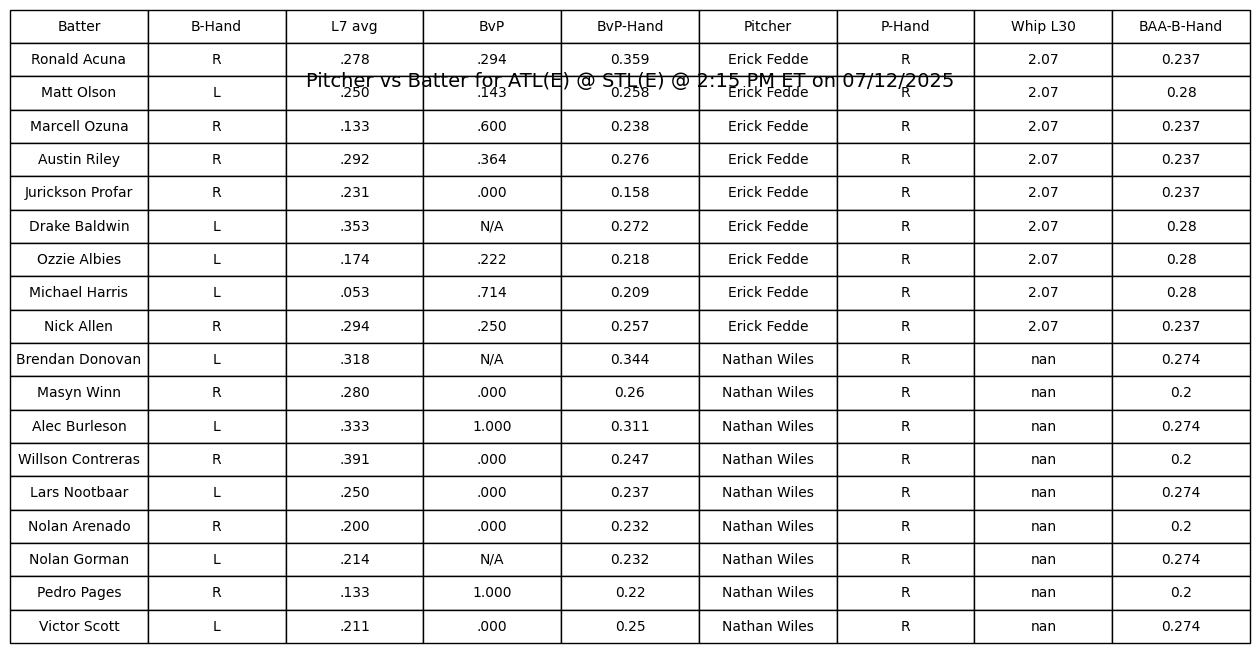 Batter B-Hand L7 avg BvP BvP-Hand Pitcher P-Hand Whip L30 BAA-B-Hand
Ronald Acuna R .278 .294 0.359 Erick Fedde R 2.07 0.237
Pitcher vs Batter for ATL(E) @ STL(E) @ 2:15 PM ET on 07/12/2025
Matt Olson L .250 .143 0.258 Erick Fedde R 2.07 0.28
Marcell Ozuna R .133 .600 0.238 Erick Fedde R 2.07 0.237
Austin Riley R .292 .364 0.276 Erick Fedde R 2.07 0.237
Jurickson Profar R .231 .000 0.158 Erick Fedde R 2.07 0.237
Drake Baldwin L .353 N/A 0.272 Erick Fedde R 2.07 0.28
Ozzie Albies L .174 .222 0.218 Erick Fedde R 2.07 0.28
Michael Harris L .053 .714 0.209 Erick Fedde R 2.07 0.28
Nick Allen R .294 .250 0.257 Erick Fedde R 2.07 0.237
Brendan Donovan L .318 N/A 0.344 Nathan Wiles R nan 0.274
Masyn Winn R .280 .000 0.26 Nathan Wiles R nan 0.2
Alec Burleson L .333 1.000 0.311 Nathan Wiles R nan 0.274
Willson Contreras R .391 .000 0.247 Nathan Wiles R nan 0.2
Lars Nootbaar L .250 .000 0.237 Nathan Wiles R nan 0.274
Nolan Arenado R .200 .000 0.232 Nathan Wiles R nan 0.2
Nolan Gorman L .214 N/A 0.232 Nathan Wiles R nan 0.274
Pedro Pages R .133 1.000 0.22 Nathan Wiles R nan 0.2
Victor Scott L .211 .000 0.25 Nathan Wiles R nan 0.274